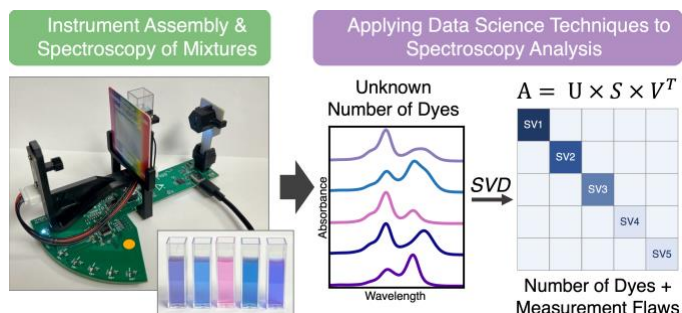 Instrument Assembly &
Spectroscopy of Mixtures
Applying Data Science Techniques to
Spectroscopy Analysis
Unknown
Number of Dyes
Absorbance
Wavelength
SVD
A = U × S × Vᵀ
SV1
SV2
SV3
SV4
SV5
Number of Dyes +
Measurement Flaws